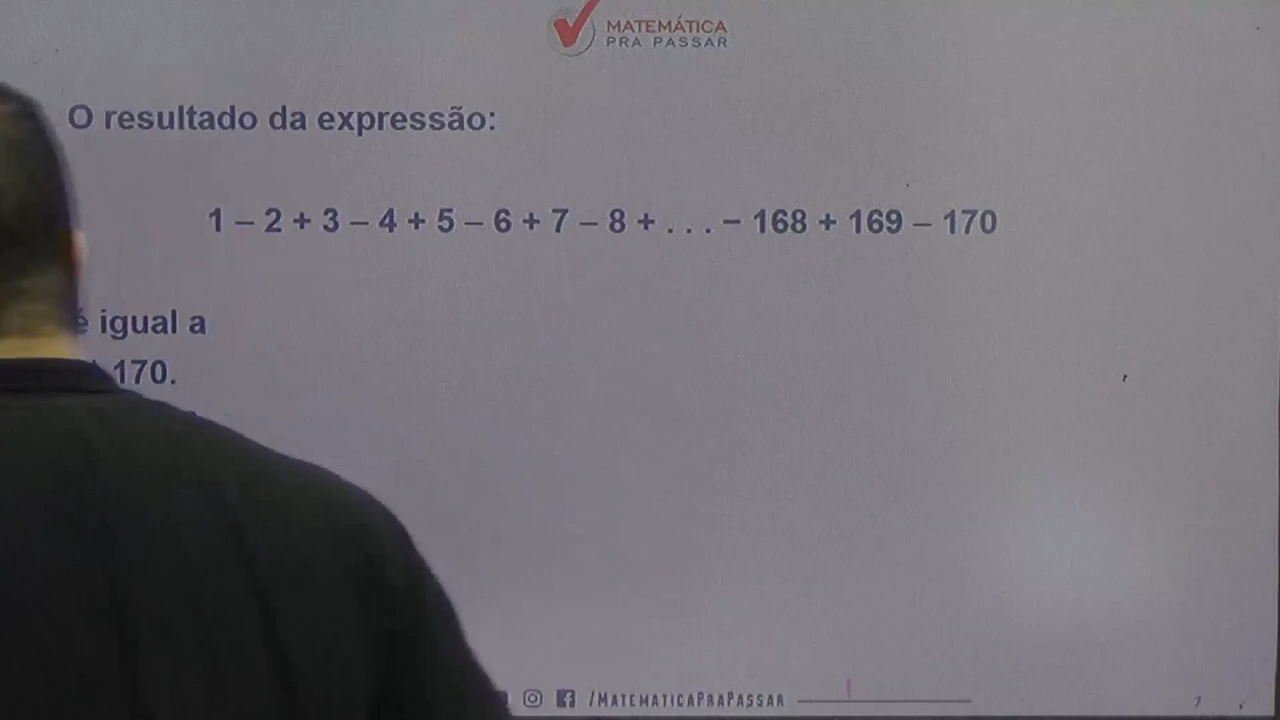 MATEMÁTICA
PRA PASSAR
O resultado da expressão:
1 – 2 + 3 – 4 + 5 – 6 + 7 – 8 + . . . − 168 + 169 – 170
é igual a
170.
/MATEMATICAPRAPASSAR
7